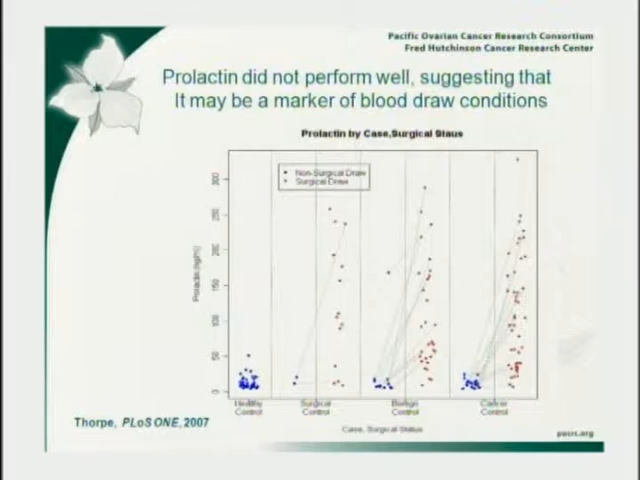 Pacific Ovarian Cancer Research Consortium
Fred Hutchinson Cancer Research Center
Prolactin did not perform well, suggesting that
It may be a marker of blood draw conditions
Prolactin by Case,Surgical Staus
Non-Surgical Draw
Surgical Draw
300
250
200
150
100
50
0
Prolactin
Healthy Control
Surgical Control
Benign Control
Cancer Control
Case, Surgical Status
Thorpe, PLoS ONE, 2007
pocrc.org